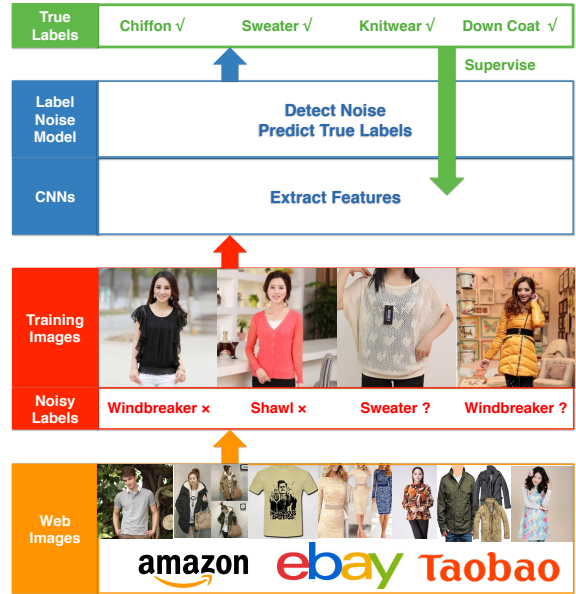 True
Labels
Chiffon √ Sweater √ Knitwear √ Down Coat √
Supervise
Label
Noise
Model
Detect Noise
Predict True Labels
CNNs
Extract Features
Training
Images
Noisy
Labels
Windbreaker × Shawl × Sweater ? Windbreaker ?
Web
Images
amazon ebay Taobao